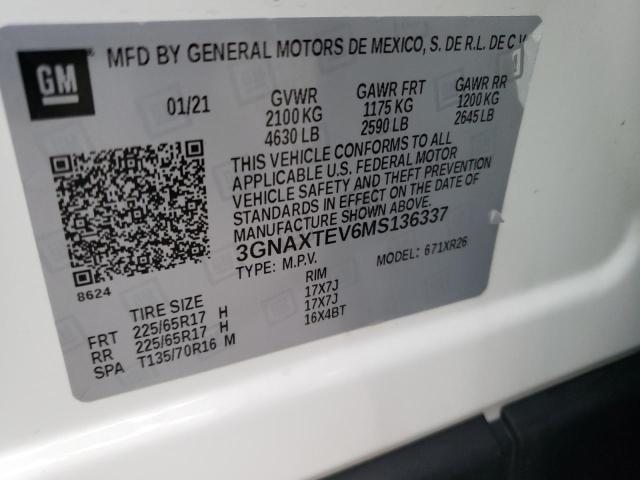 GM
MFD BY GENERAL MOTORS DE MEXICO, S. DE R.L. DE C.V.
01/21 GVWR GAWR FRT GAWR RR
2100 KG 1175 KG 1200 KG
4630 LB 2590 LB 2645 LB
THIS VEHICLE CONFORMS TO ALL
APPLICABLE U.S. FEDERAL MOTOR
VEHICLE SAFETY AND THEFT PREVENTION
STANDARDS IN EFFECT ON THE DATE OF
MANUFACTURE SHOWN ABOVE.
3GNAXTEV6MS136337
TYPE: M.P.V. MODEL: 671XR26
8624
TIRE SIZE RIM
FRT 225/65R17 H 17X7J
RR 225/65R17 H 17X7J
SPA T135/70R16 M 16X4BT